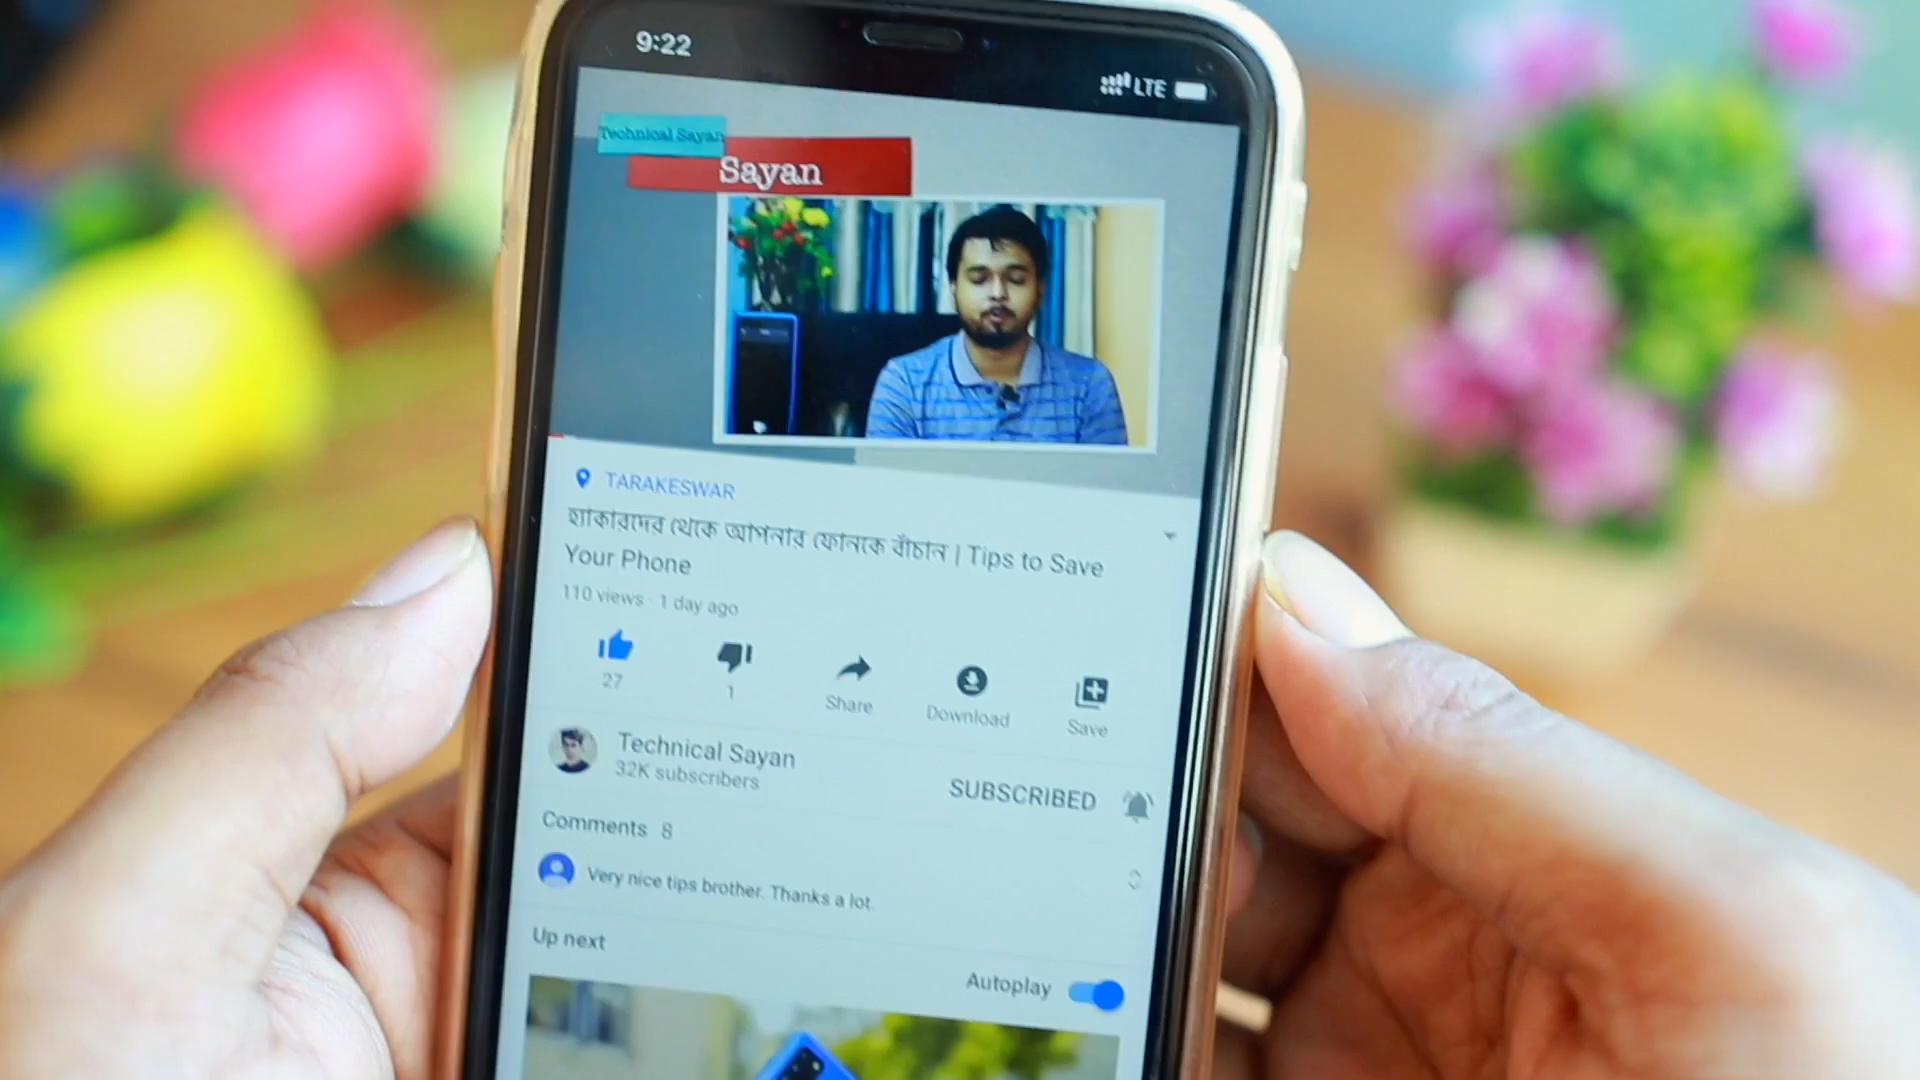 9:22
LTE
Technical Sayan
Sayan
TARAKESWAR
হ্যাকারদের থেকে আপনার ফোনকে বাঁচান | Tips to Save
Your Phone
110 views · 1 day ago
27
1
Share
Download
Save
Technical Sayan
32K subscribers
SUBSCRIBED
Comments 8
Very nice tips brother. Thanks a lot.
Up next
Autoplay